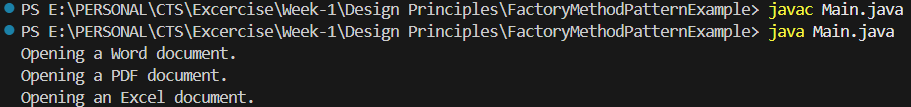 PS E:\PERSONAL\CTS\Excercise\Week-1\Design Principles\FactoryMethodPatternExample> javac Main.java
PS E:\PERSONAL\CTS\Excercise\Week-1\Design Principles\FactoryMethodPatternExample> java Main.java
Opening a Word document.
Opening a PDF document.
Opening an Excel document.